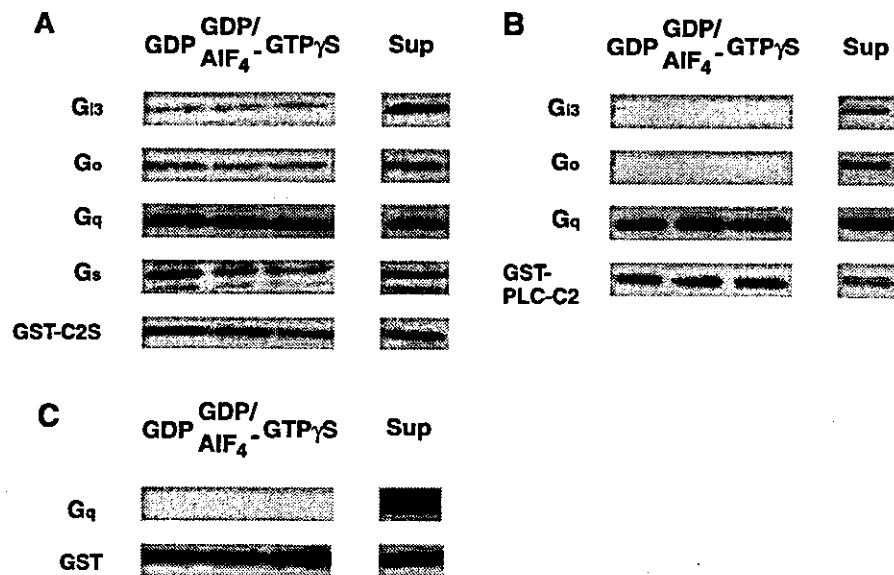 A
GDP GDP/AlF4- GTPγS Sup
Gi3
Go
Gq
Gs
GST-C2S
B
GDP GDP/AlF4- GTPγS Sup
Gi3
Go
Gq
GST-PLC-C2
C
GDP GDP/AlF4- GTPγS Sup
Gq
GST